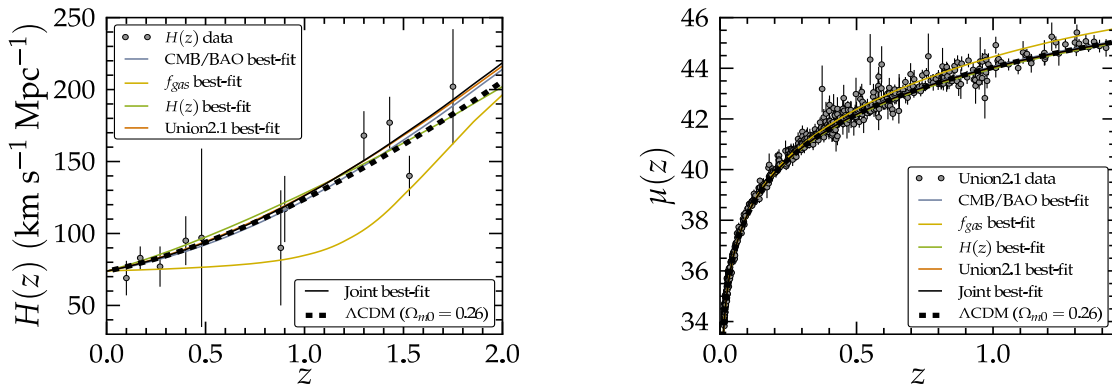 250
200
150
100
50
H(z) (km s⁻¹ Mpc⁻¹)
H(z) data
CMB/BAO best-fit
f_gas best-fit
H(z) best-fit
Union2.1 best-fit
Joint best-fit
ΛCDM (Ω_m0 = 0.26)
0.0 0.5 1.0 1.5 2.0
z
46
44
42
40
38
36
34
μ(z)
Union2.1 data
CMB/BAO best-fit
f_gas best-fit
H(z) best-fit
Union2.1 best-fit
Joint best-fit
ΛCDM (Ω_m0 = 0.26)
0.0 0.5 1.0
z